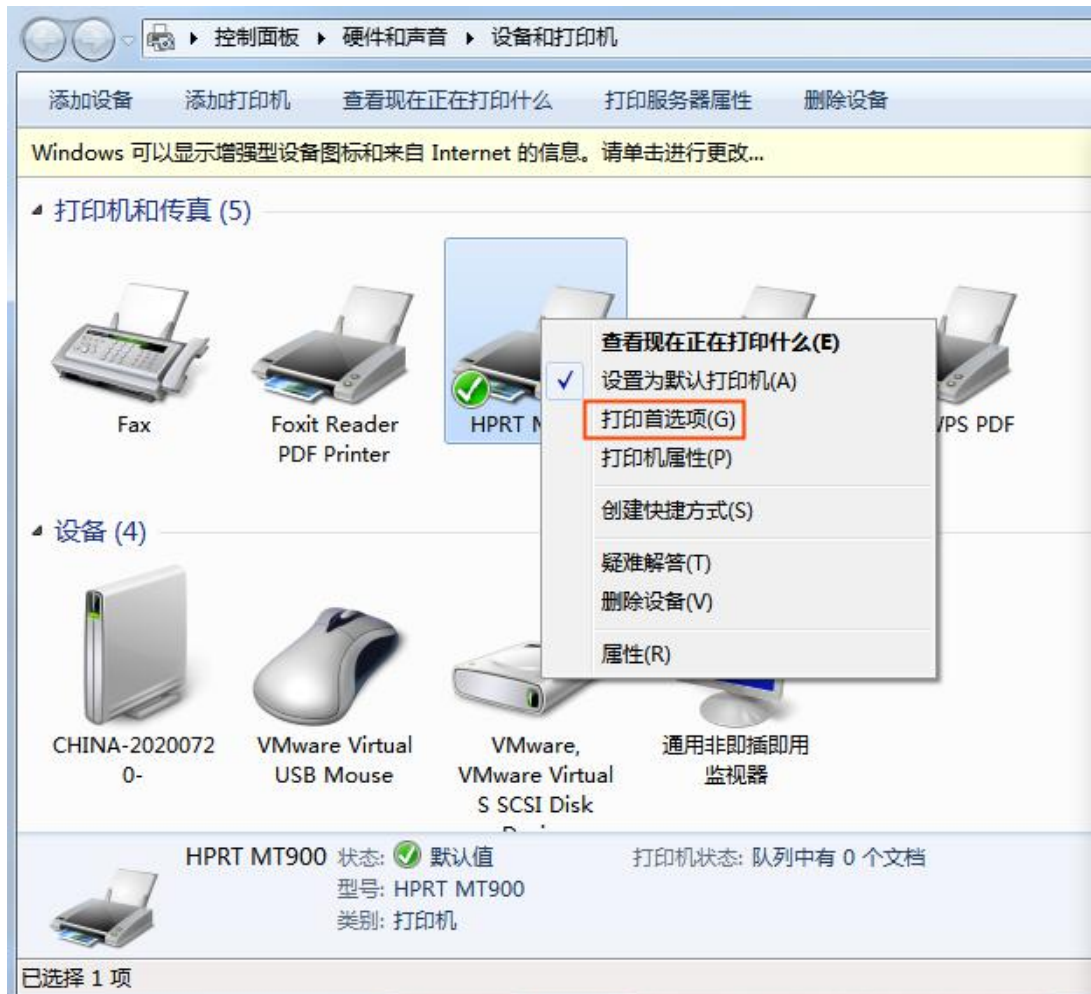 控制面板 硬件和声音 设备和打印机
添加设备 添加打印机 查看现在正在打印什么 打印服务器属性 删除设备
Windows 可以显示增强型设备图标和来自 Internet 的信息。请单击进行更改...
打印机和传真 (5)
Fax
Foxit Reader
PDF Printer
HPRT
PS PDF
查看现在正在打印什么(E)
设置为默认打印机(A)
打印首选项(G)
打印机属性(P)
创建快捷方式(S)
疑难解答(T)
删除设备(V)
属性(R)
设备 (4)
CHINA-2020072
0-
VMware Virtual
USB Mouse
VMware,
VMware Virtual
S SCSI Disk
通用非即插即用
监视器
HPRT MT900 状态: 默认值 打印机状态: 队列中有 0 个文档
型号: HPRT MT900
类别: 打印机
已选择 1 项